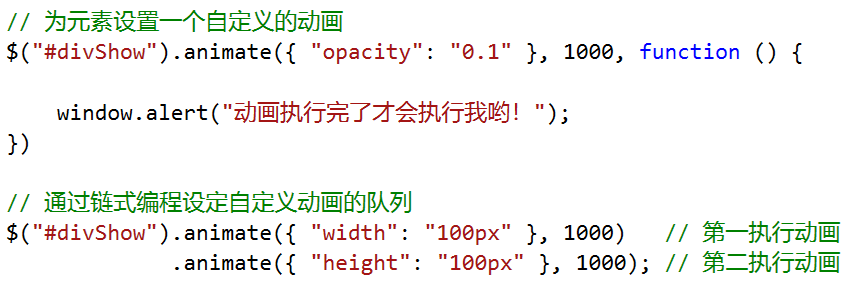 // 为元素设置一个自定义的动画
$("#divShow").animate({ "opacity": "0.1" }, 1000, function () {
    window.alert("动画执行完了才会执行我哟！");
})
// 通过链式编程设定自定义动画的队列
$("#divShow").animate({ "width": "100px" }, 1000)   // 第一执行动画
             .animate({ "height": "100px" }, 1000); // 第二执行动画